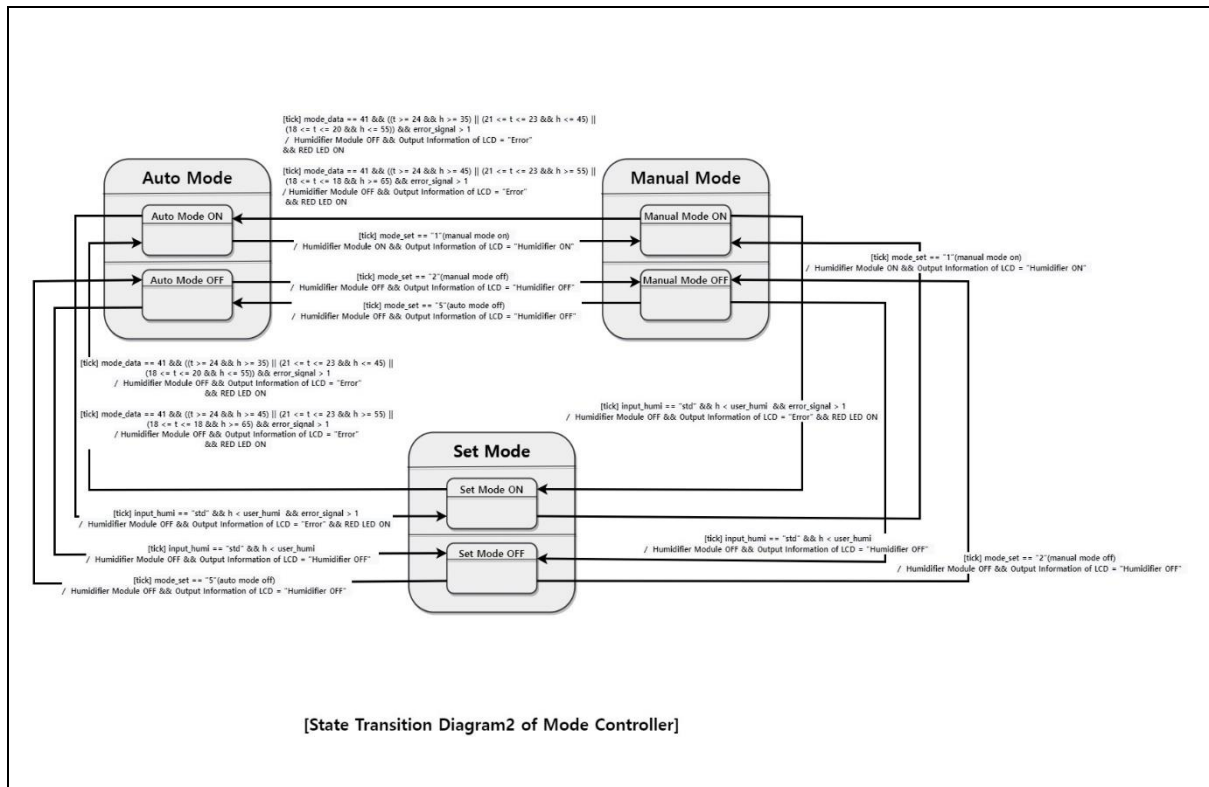 [tick] mode_data == 41 && ((t >= 24 && h >= 35) || (21 <= t <= 23 && h <= 45) ||
(18 <= t <= 20 && h <= 55)) && error_signal > 1
/ Humidifier Module OFF && Output Information of LCD = "Error"
&& RED LED ON
[tick] mode_data == 41 && ((t >= 24 && h >= 45) || (21 <= t <= 23 && h >= 55) ||
(18 <= t <= 18 && h >= 65) && error_signal > 1
/ Humidifier Module OFF && Output Information of LCD = "Error"
&& RED LED ON
Auto Mode
Manual Mode
Auto Mode ON
Manual Mode ON
[tick] mode_set == "1"(manual mode on)
/ Humidifier Module ON && Output Information of LCD = "Humidifier ON"
[tick] mode_set == "1"(manual mode on)
/ Humidifier Module ON && Output Information of LCD = "Humidifier ON"
Auto Mode OFF
Manual Mode OFF
[tick] mode_set == "2"(manual mode off)
/ Humidifier Module OFF && Output Information of LCD = "Humidifier OFF"
[tick] mode_set == "5"(auto mode off)
/ Humidifier Module OFF && Output Information of LCD = "Humidifier OFF"
[tick] mode_data == 41 && ((t >= 24 && h >= 35) || (21 <= t <= 23 && h <= 45) ||
(18 <= t <= 20 && h <= 55)) && error_signal > 1
/ Humidifier Module OFF && Output Information of LCD = "Error"
&& RED LED ON
[tick] mode_data == 41 && ((t >= 24 && h >= 45) || (21 <= t <= 23 && h >= 55) ||
(18 <= t <= 18 && h >= 65) && error_signal > 1
/ Humidifier Module OFF && Output Information of LCD = "Error"
&& RED LED ON
[tick] input_humi == "std" && h < user_humi && error_signal > 1
/ Humidifier Module OFF && Output Information of LCD = "Error" && RED LED ON
Set Mode
Set Mode ON
[tick] input_humi == "std" && h < user_humi && error_signal > 1
/ Humidifier Module OFF && Output Information of LCD = "Error" && RED LED ON
Set Mode OFF
[tick] input_humi == "std" && h < user_humi
/ Humidifier Module OFF && Output Information of LCD = "Humidifier OFF"
[tick] input_humi == "std" && h < user_humi
/ Humidifier Module OFF && Output Information of LCD = "Humidifier OFF"
[tick] mode_set == "2"(manual mode off)
/ Humidifier Module OFF && Output Information of LCD = "Humidifier OFF"
[tick] mode_set == "5"(auto mode off)
/ Humidifier Module OFF && Output Information of LCD = "Humidifier OFF"
[State Transition Diagram2 of Mode Controller]